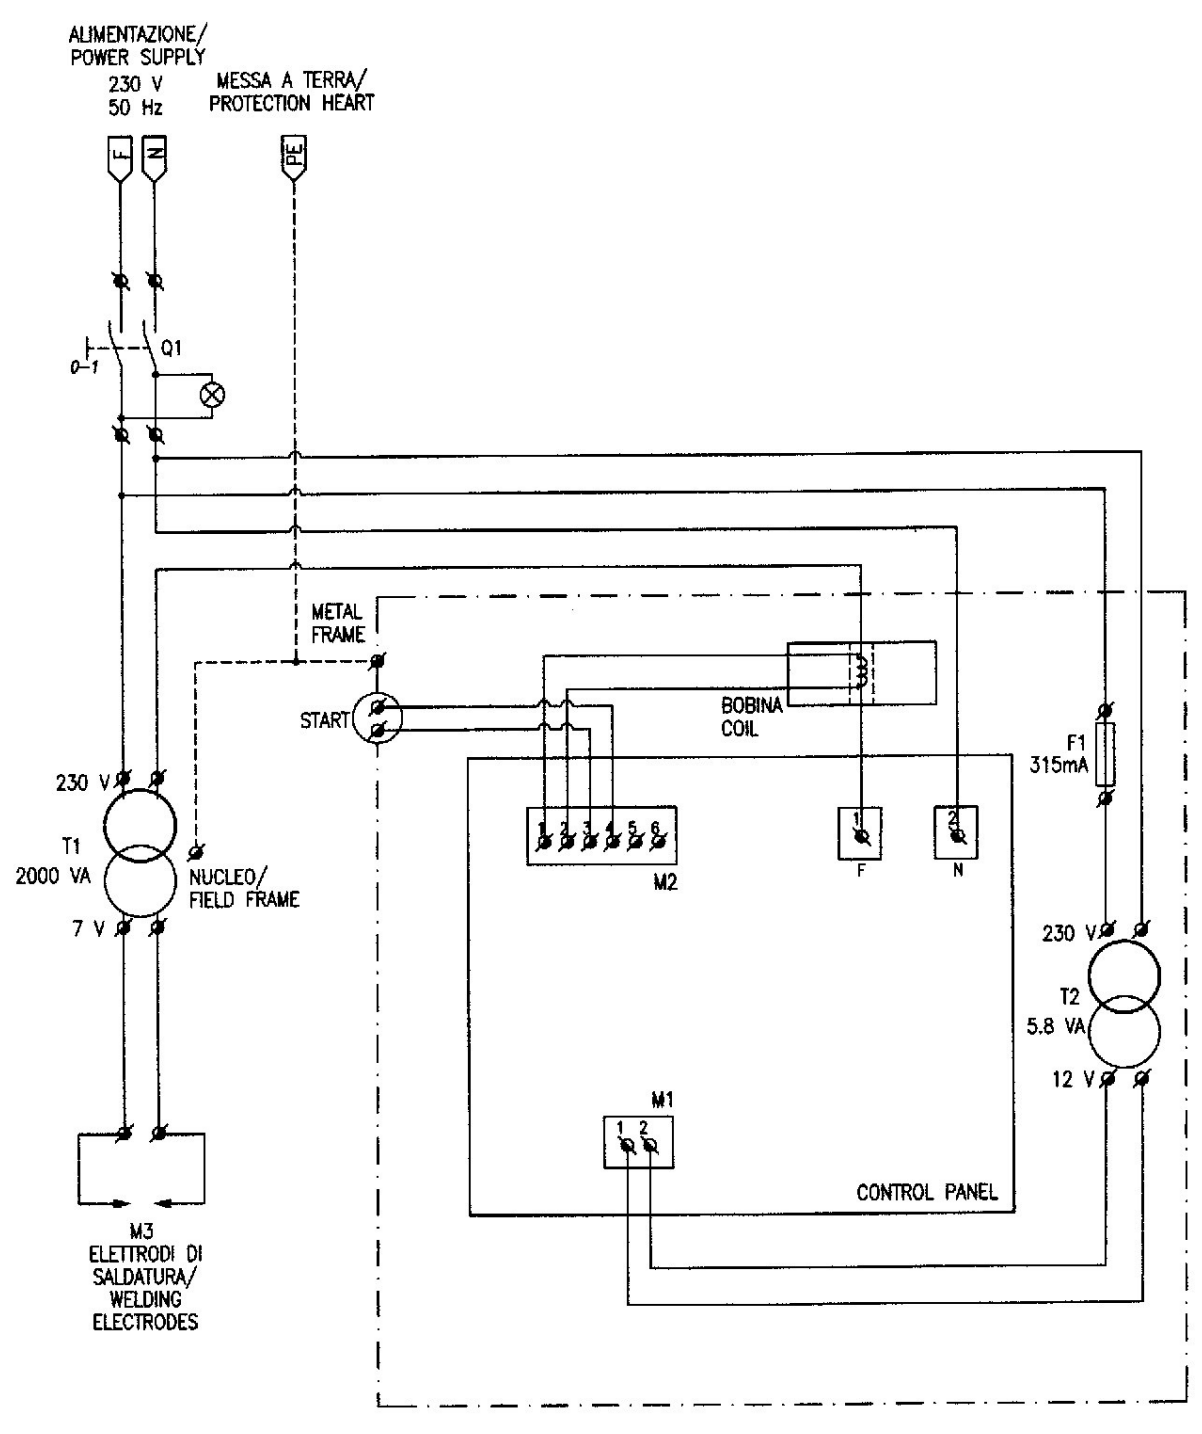 ALIMENTAZIONE/
POWER SUPPLY
230 V
50 Hz
MESSA A TERRA/
PROTECTION HEART
F
N
PE
Q1
0-1
METAL
FRAME
START
BOBINA
COIL
F1
315mA
230 V
T1
2000 VA
NUCLEO/
FIELD FRAME
7 V
1 2 3 4 5 6
M2
1
F
2
N
230 V
T2
5.8 VA
12 V
M1
1 2
CONTROL PANEL
M3
ELETTRODI DI
SALDATURA/
WELDING
ELECTRODES